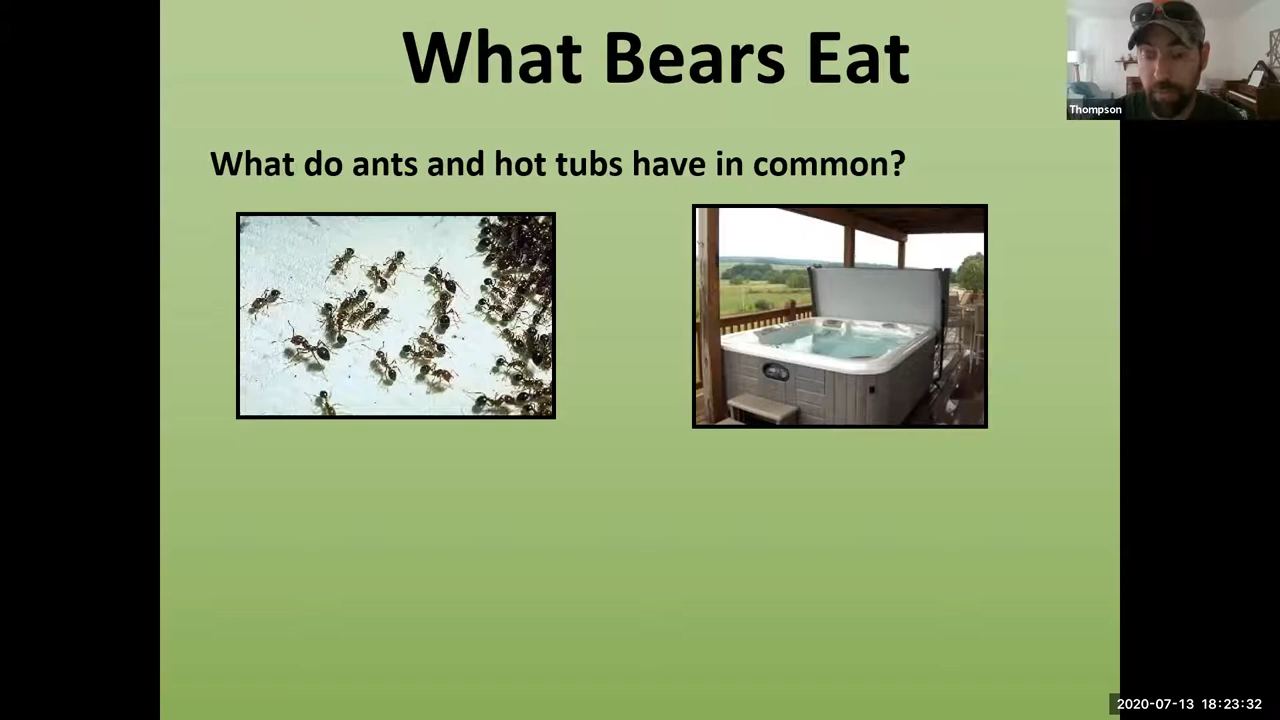 What Bears Eat
Thompson
What do ants and hot tubs have in common?
2020-07-13 18:23:32